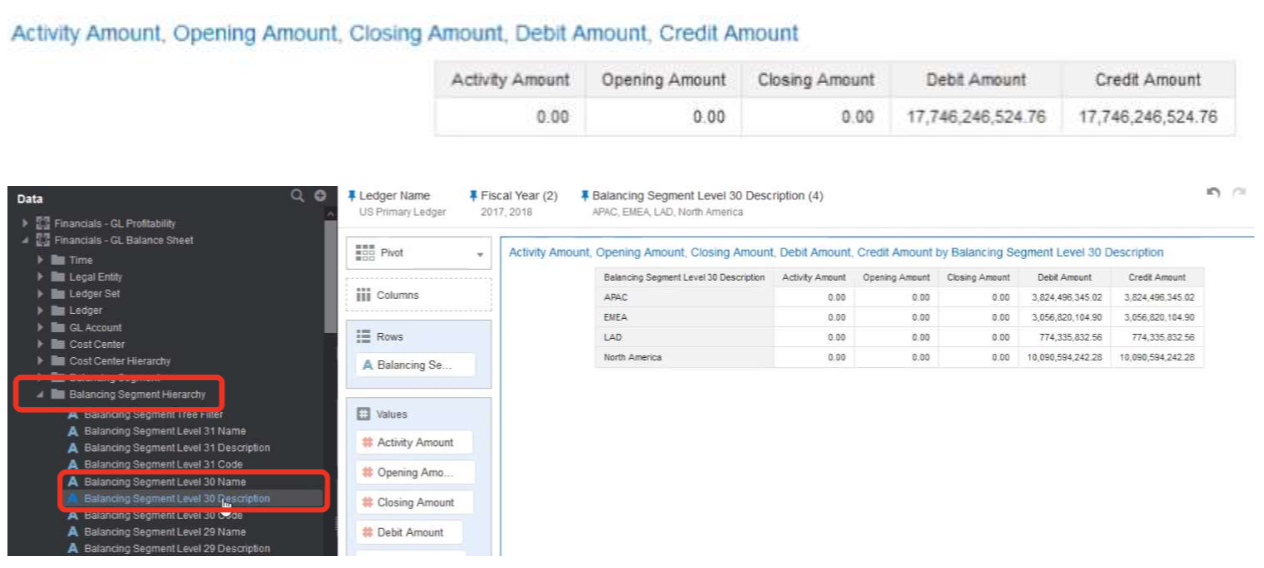 Activity Amount, Opening Amount, Closing Amount, Debit Amount, Credit Amount
Activity Amount Opening Amount Closing Amount Debit Amount Credit Amount
0.00 0.00 0.00 17,746,246,524.76 17,746,246,524.76
Data
Financials - GL Profitability
Financials - GL Balance Sheet
Time
Legal Entity
Ledger Set
Ledger
GL Account
Cost Center
Cost Center Hierarchy
Balancing Segment
Balancing Segment Hierarchy
Balancing Segment Tree Filter
Balancing Segment Level 31 Name
Balancing Segment Level 31 Description
Balancing Segment Level 31 Code
Balancing Segment Level 30 Name
Balancing Segment Level 30 Description
Balancing Segment Level 30 Code
Balancing Segment Level 29 Name
Balancing Segment Level 29 Description
Ledger Name Fiscal Year (2) Balancing Segment Level 30 Description (4)
US Primary Ledger 2017, 2018 APAC, EMEA, LAD, North America
Pivot
Columns
Rows
Balancing Se...
Values
Activity Amount
Opening Amo...
Closing Amount
Debit Amount
Activity Amount, Opening Amount, Closing Amount, Debit Amount, Credit Amount by Balancing Segment Level 30 Description
Balancing Segment Level 30 Description Activity Amount Opening Amount Closing Amount Debit Amount Credit Amount
APAC 0.00 0.00 0.00 3,824,496,345.02 3,824,496,345.02
EMEA 0.00 0.00 0.00 3,056,820,104.90 3,056,820,104.90
LAD 0.00 0.00 0.00 774,335,832.56 774,335,832.56
North America 0.00 0.00 0.00 10,090,594,242.28 10,090,594,242.28